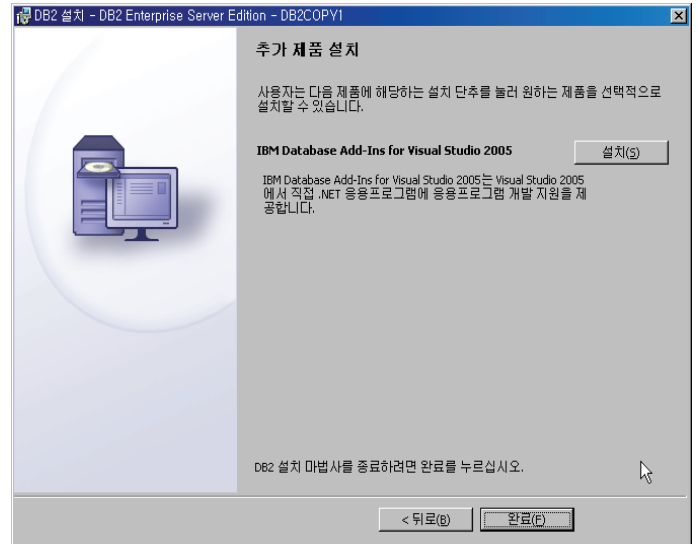 DB2 설치 - DB2 Enterprise Server Edition - DB2COPY1
추가 제품 설치
사용자는 다음 제품에 해당하는 설치 단추를 눌러 원하는 제품을 선택적으로
설치할 수 있습니다.
IBM Database Add-Ins for Visual Studio 2005
설치(S)
IBM Database Add-Ins for Visual Studio 2005는 Visual Studio 2005
에서 직접 .NET 응용프로그램에 응용프로그램 개발 지원을 제
공합니다.
DB2 설치 마법사를 종료하려면 완료를 누르십시오.
< 뒤로(B)
완료(F)